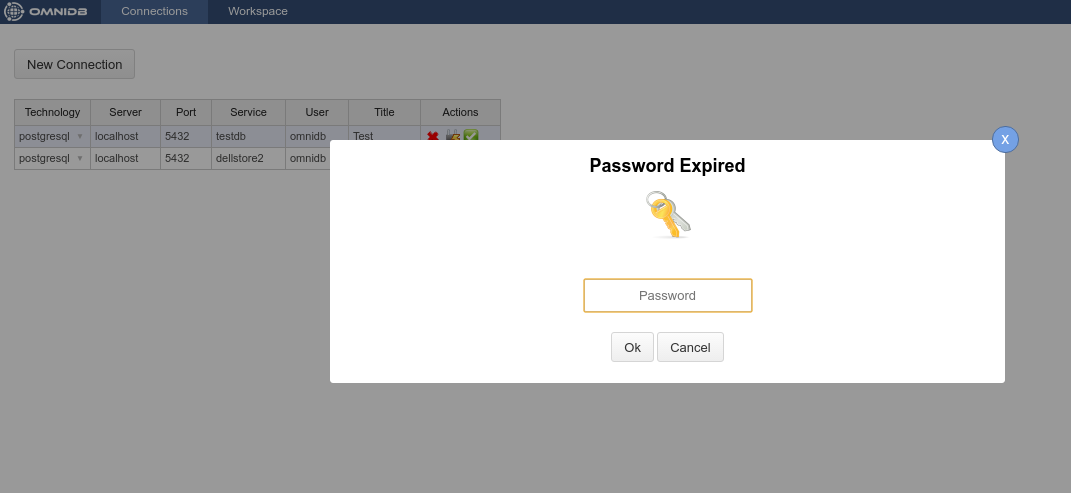 OMNIDB Connections Workspace
New Connection
Technology Server Port Service User Title Actions
postgresql localhost 5432 testdb omnidb Test
postgresql localhost 5432 dellstore2 omnidb
X
Password Expired
Password
Ok Cancel